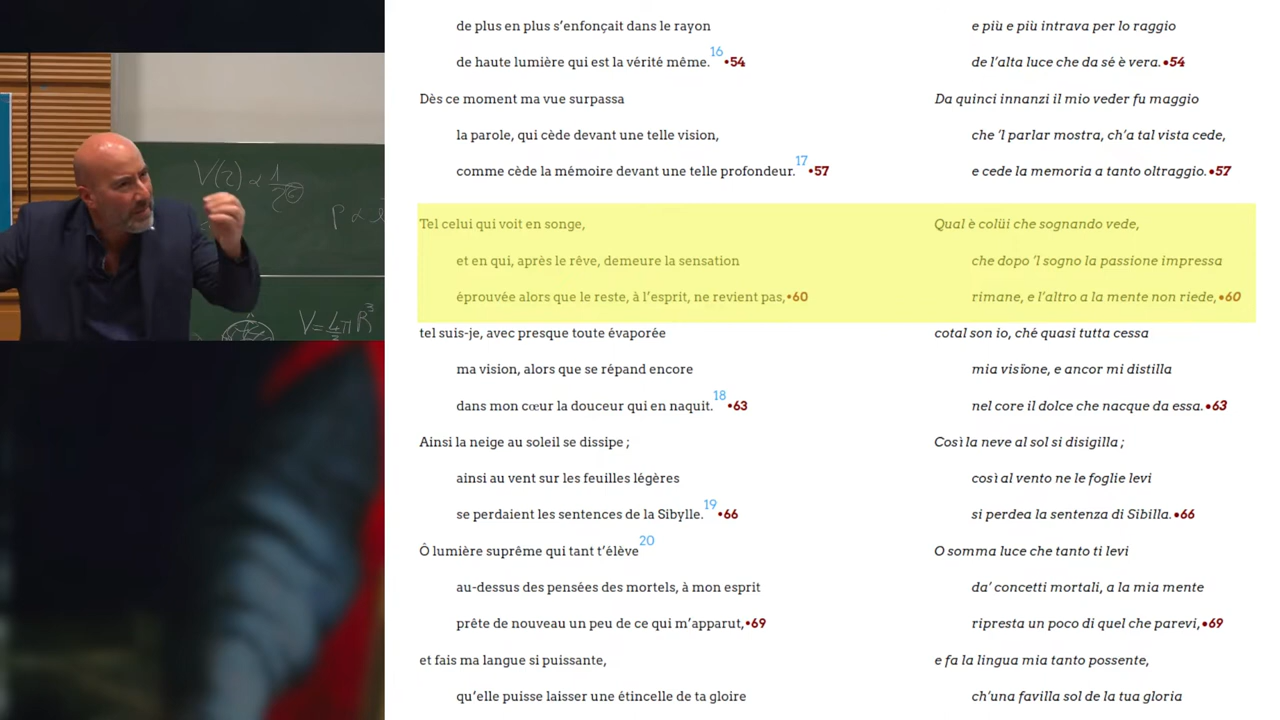 V(r) ∝ 1
V = 4 π R³
de plus en plus s’enfonçait dans le rayon
de haute lumière qui est la vérité même.16 •54
Dès ce moment ma vue surpassa
la parole, qui cède devant une telle vision,
comme cède la mémoire devant une telle profondeur.17 •57
Tel celui qui voit en songe,
et en qui, après le rêve, demeure la sensation
éprouvée alors que le reste, à l’esprit, ne revient pas,•60
tel suis-je, avec presque toute évaporée
ma vision, alors que se répand encore
dans mon cœur la douceur qui en naquit.18 •63
Ainsi la neige au soleil se dissipe ;
ainsi au vent sur les feuilles légères
se perdaient les sentences de la Sibylle.19 •66
Ô lumière suprême qui tant t’élève20
au-dessus des pensées des mortels, à mon esprit
prête de nouveau un peu de ce qui m’apparut,•69
et fais ma langue si puissante,
qu’elle puisse laisser une étincelle de ta gloire
e più e più intrava per lo raggio
de l’alta luce che da sé è vera.•54
Da quinci innanzi il mio veder fu maggio
che ’l parlar mostra, ch’a tal vista cede,
e cede la memoria a tanto oltraggio.•57
Qual è colüi che sognando vede,
che dopo ’l sogno la passione impressa
rimane, e l’altro a la mente non riede,•60
cotal son io, ché quasi tutta cessa
mia visïone, e ancor mi distilla
nel core il dolce che nacque da essa.•63
Così la neve al sol si disigilla ;
così al vento ne le foglie levi
si perdea la sentenza di Sibilla.•66
O somma luce che tanto ti levi
da’ concetti mortali, a la mia mente
ripresta un poco di quel che parevi,•69
e fa la lingua mia tanto possente,
ch’una favilla sol de la tua gloria